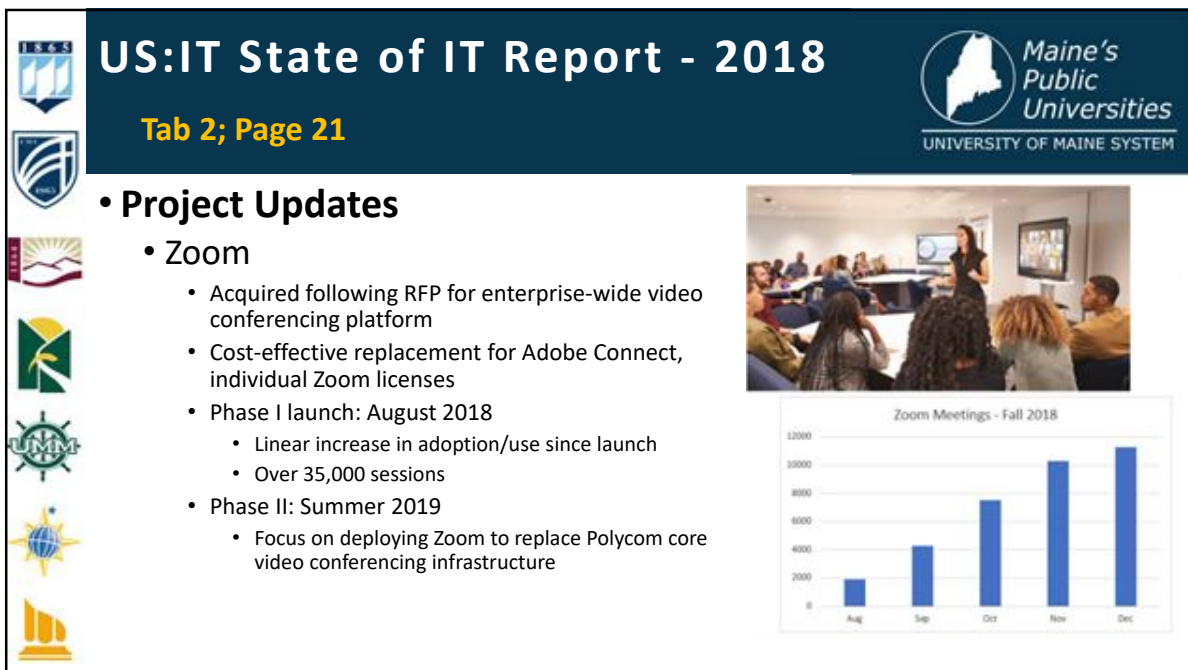 US:IT State of IT Report - 2018
Tab 2; Page 21
Maine's
Public
Universities
UNIVERSITY OF MAINE SYSTEM
1865
1965
1864
UMM
• Project Updates
• Zoom
• Acquired following RFP for enterprise-wide video
conferencing platform
• Cost-effective replacement for Adobe Connect,
individual Zoom licenses
• Phase I launch: August 2018
• Linear increase in adoption/use since launch
• Over 35,000 sessions
• Phase II: Summer 2019
• Focus on deploying Zoom to replace Polycom core
video conferencing infrastructure
Zoom Meetings - Fall 2018
12000
10000
8000
6000
4000
2000
0
Aug Sep Oct Nov Dec